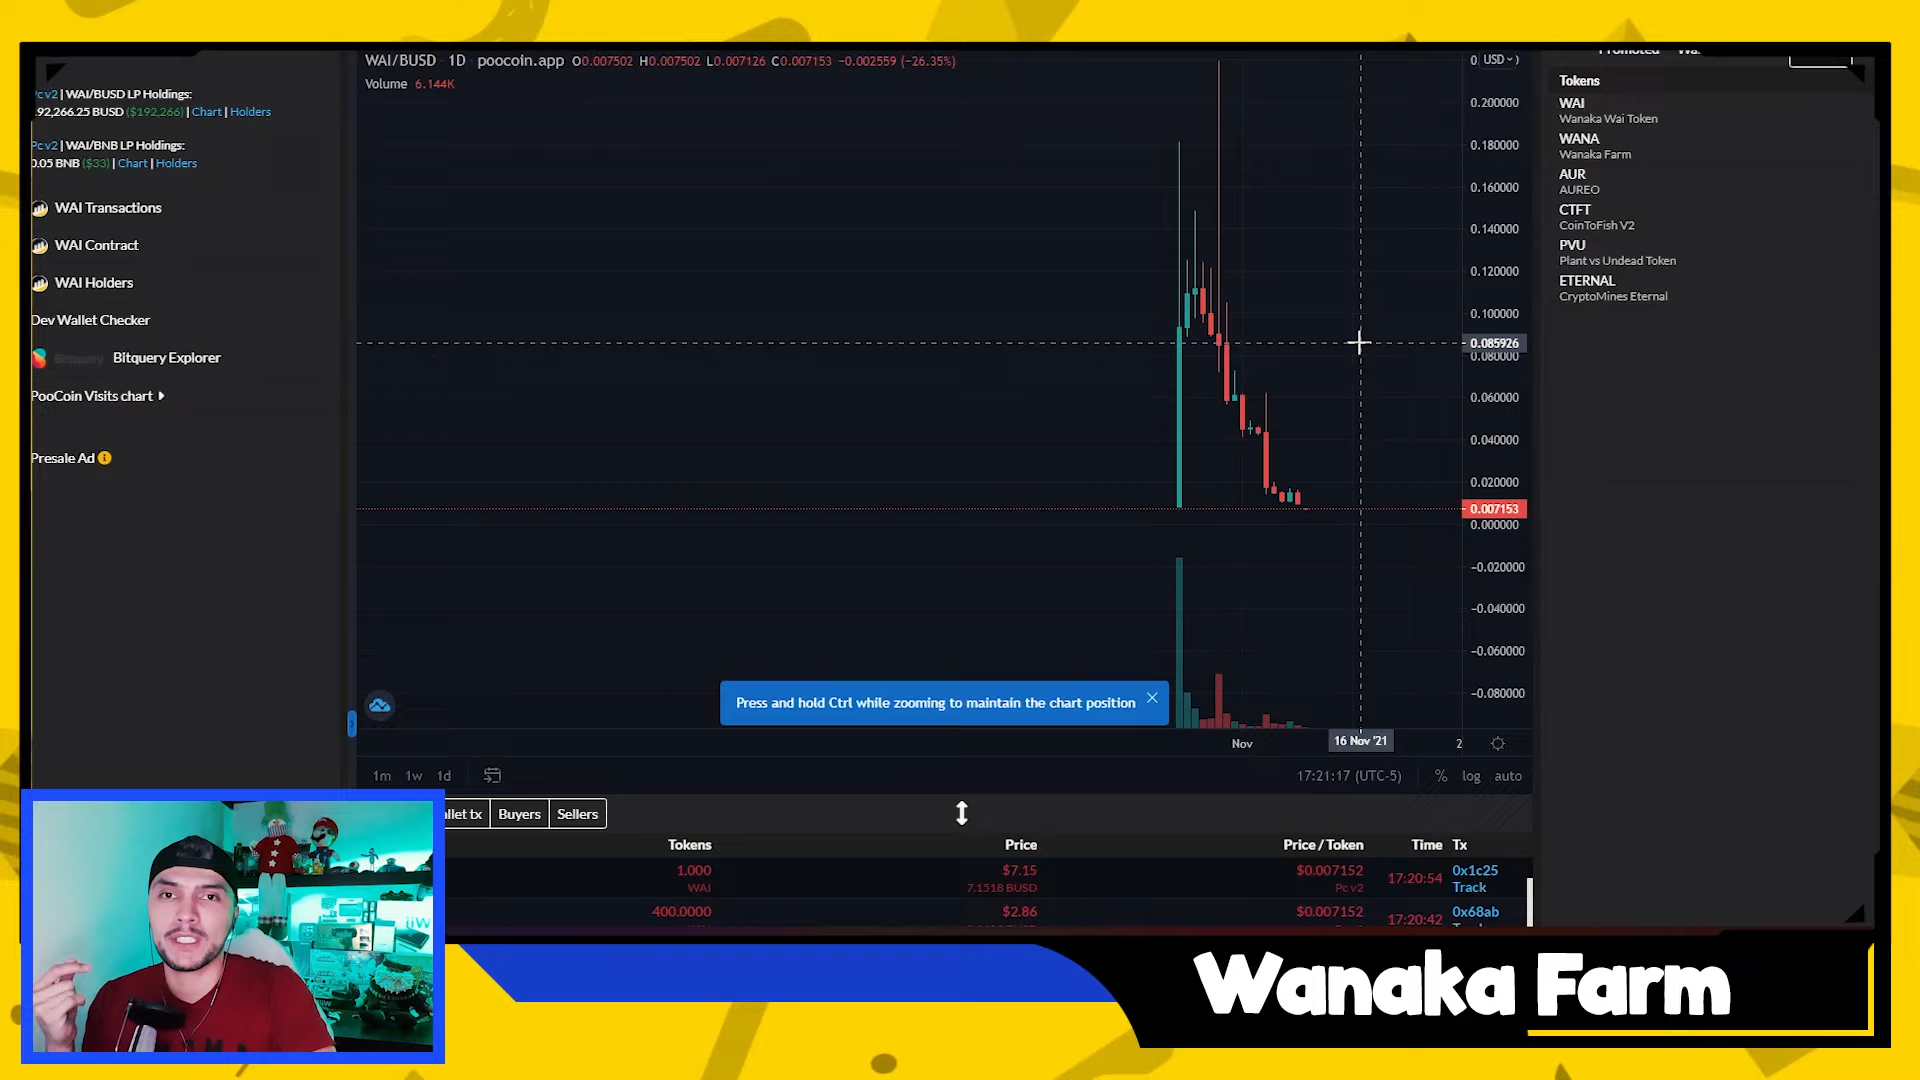 Pc v2 | WAI/BUSD LP Holdings:
92,266.25 BUSD ($192,266) | Chart | Holders
Pc v2 | WAI/BNB LP Holdings:
0.05 BNB ($33) | Chart | Holders
WAI Transactions
WAI Contract
WAI Holders
Dev Wallet Checker
Bitquery Bitquery Explorer
PooCoin Visits chart
Presale Ad
WAI/BUSD 1D poocoin.app O0.007502 H0.007502 L0.007126 C0.007153 -0.002559 (-26.35%)
Volume 6.144K
0 USD
0.200000
0.180000
0.160000
0.140000
0.120000
0.100000
0.085926
0.080000
0.060000
0.040000
0.020000
0.007153
0.000000
-0.020000
-0.040000
-0.060000
-0.080000
Press and hold Ctrl while zooming to maintain the chart position
Nov 16 Nov '21 2
1m 1w 1d 17:21:17 (UTC-5) % log auto
llet tx Buyers Sellers
Tokens Price Price / Token Time Tx
1,000 $7.15 $0.007152 17:20:54 0x1c25
WAI 7.1518 BUSD Pc v2 Track
400.0000 $2.86 $0.007152 17:20:42 0x68ab
Promoted
Tokens
WAI
Wanaka Wai Token
WANA
Wanaka Farm
AUR
AUREO
CTFT
CoinToFish V2
PVU
Plant vs Undead Token
ETERNAL
CryptoMines Eternal
Wanaka Farm